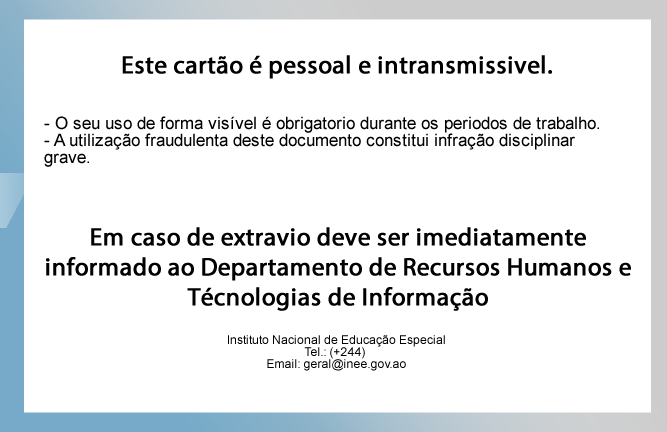 Este cartão é pessoal e intransmissivel.
- O seu uso de forma visível é obrigatorio durante os periodos de trabalho.
- A utilização fraudulenta deste documento constitui infração disciplinar
grave.
Em caso de extravio deve ser imediatamente
informado ao Departamento de Recursos Humanos e
Técnologias de Informação
Instituto Nacional de Educação Especial
Tel.: (+244)
Email: geral@inee.gov.ao